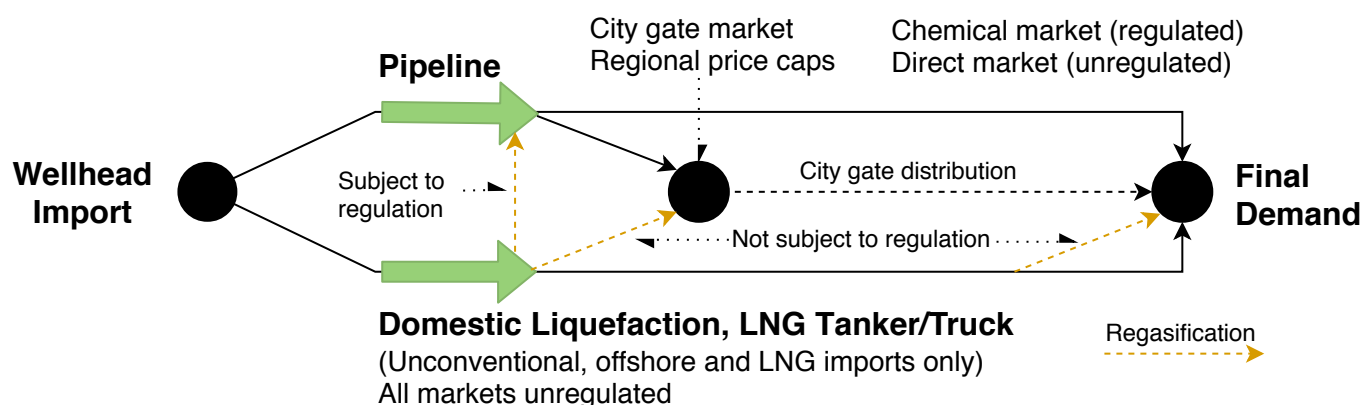 City gate market
Regional price caps
Chemical market (regulated)
Direct market (unregulated)
Pipeline
Wellhead
Import
Subject to
regulation
City gate distribution
Final
Demand
Not subject to regulation
Domestic Liquefaction, LNG Tanker/Truck
(Unconventional, offshore and LNG imports only)
All markets unregulated
Regasification